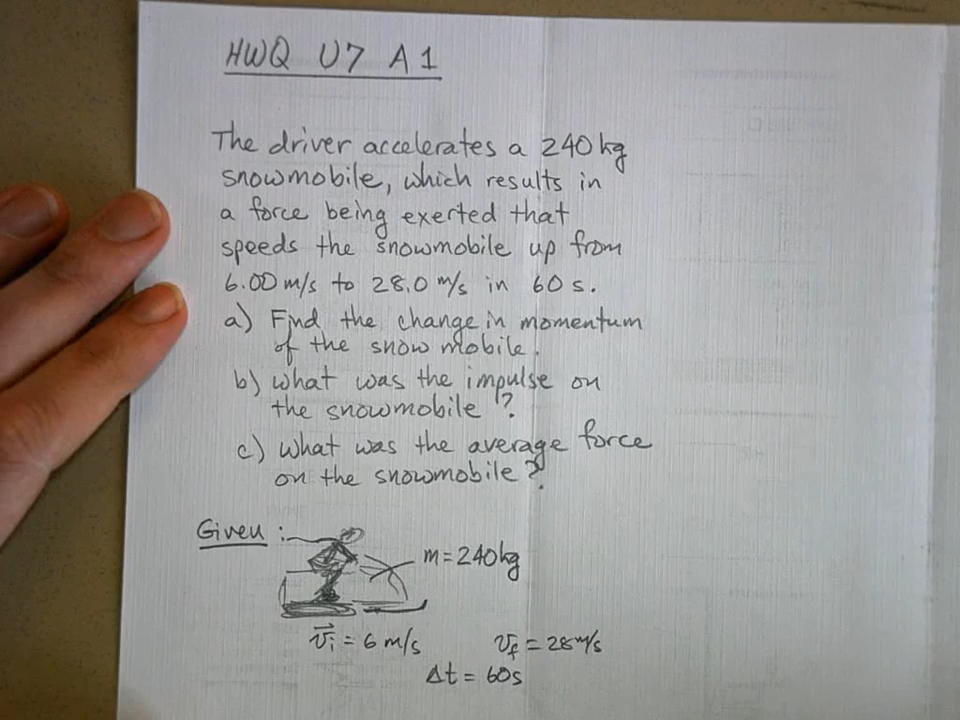 HWQ U7 A1
The driver accelerates a 240 kg
snowmobile, which results in
a force being exerted that
speeds the snowmobile up from
6.00 m/s to 28.0 m/s in 60 s.
a) Find the change in momentum
of the snow mobile.
b) what was the impulse on
the snowmobile ?
c) What was the average force
on the snowmobile ?
Given :
m = 240 kg
v⃗i = 6 m/s vf = 28 m/s
Δt = 60s